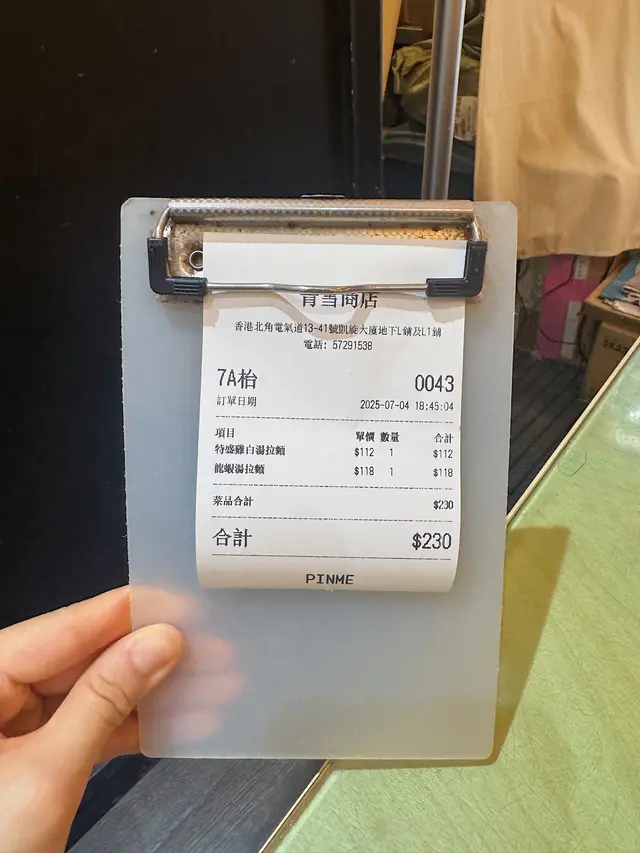 青雪商店
香港北角電氣道13-41號凱旋大廈地下L舖及L1舖
電話: 57291538
7A枱 0043
訂單日期 2025-07-04 18:45:04
項目 單價 數量 合計
特盛雞白湯拉麵 $112 1 $112
龍蝦湯拉麵 $118 1 $118
菜品合計 $230
合計 $230
PINME